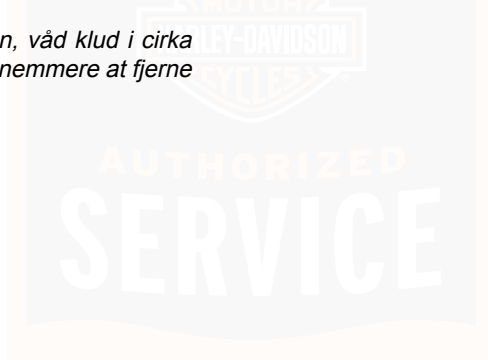 n, våd klud i cirka
nemmere at fjerne
MOTOR
HARLEY-DAVIDSON
CYCLES
AUTHORIZED
SERVICE